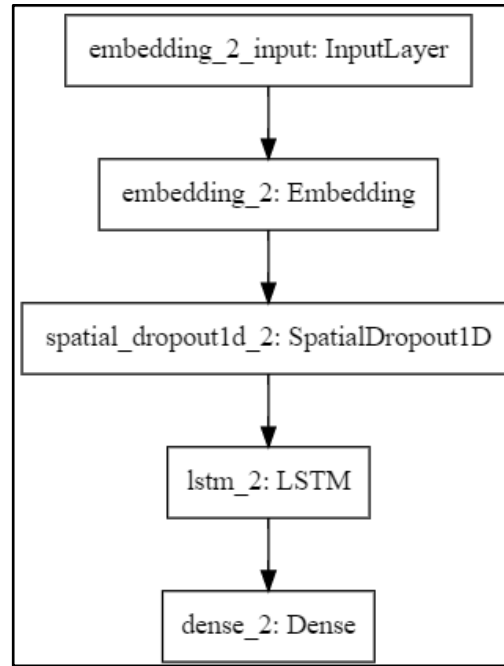 embedding_2_input: InputLayer
embedding_2: Embedding
spatial_dropout1d_2: SpatialDropout1D
lstm_2: LSTM
dense_2: Dense